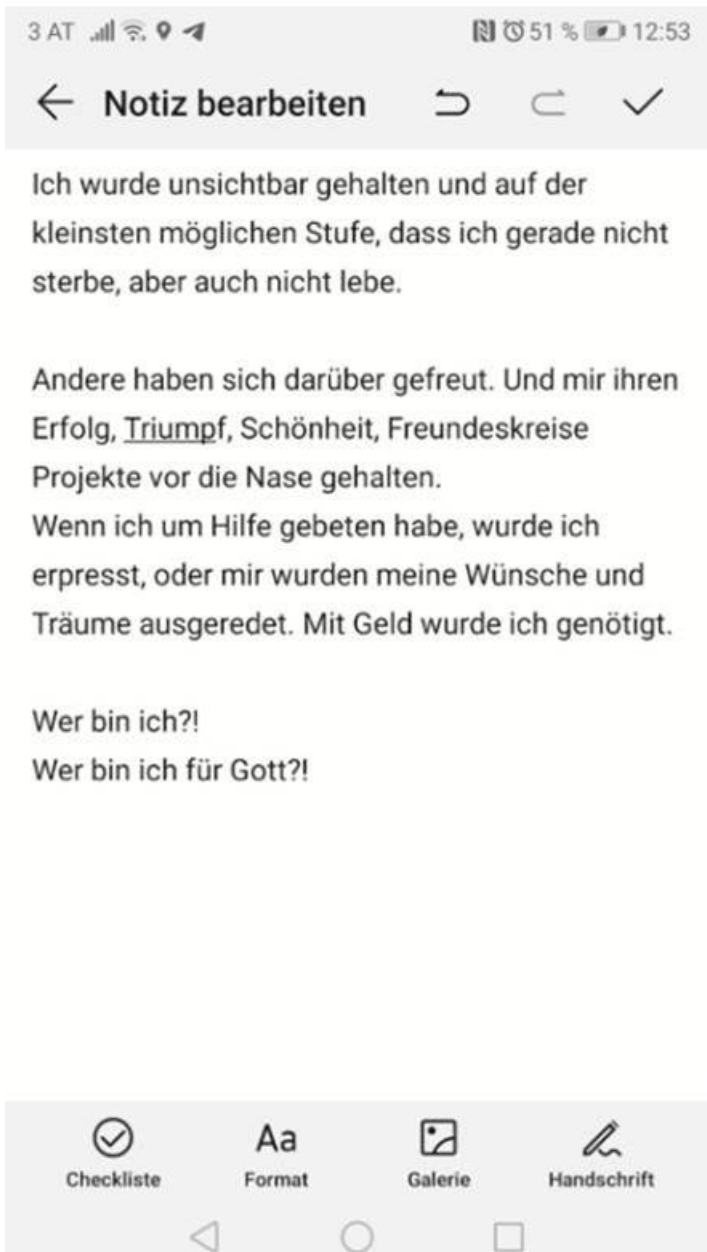 3 AT 51 % 12:53
Notiz bearbeiten
Ich wurde unsichtbar gehalten und auf der
kleinsten möglichen Stufe, dass ich gerade nicht
sterbe, aber auch nicht lebe.
Andere haben sich darüber gefreut. Und mir ihren
Erfolg, Triumpf, Schönheit, Freundeskreise
Projekte vor die Nase gehalten.
Wenn ich um Hilfe gebeten habe, wurde ich
erpresst, oder mir wurden meine Wünsche und
Träume ausgeredet. Mit Geld wurde ich genötigt.
Wer bin ich?!
Wer bin ich für Gott?!
Checkliste Format Galerie Handschrift